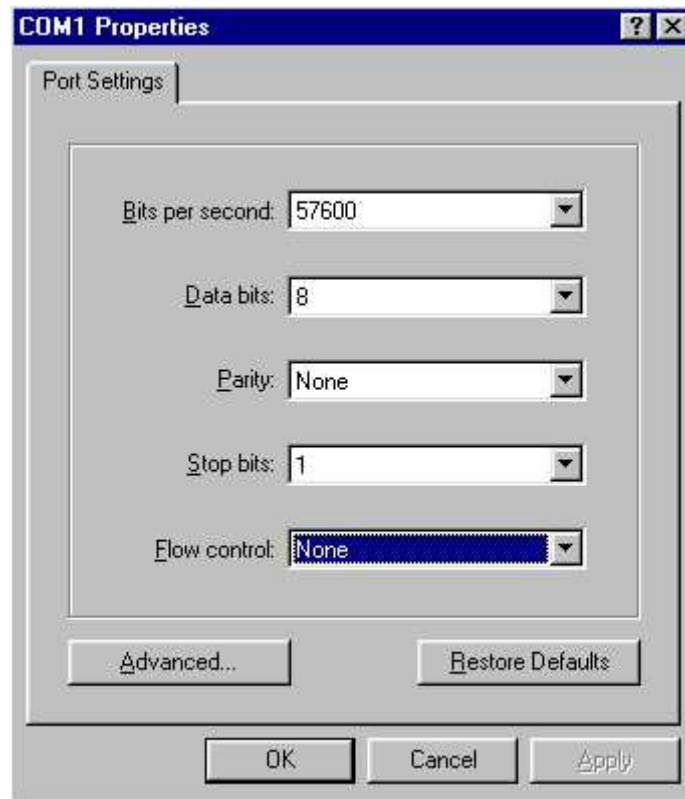 COM1 Properties
Port Settings
Bits per second: 57600
Data bits: 8
Parity: None
Stop bits: 1
Flow control: None
Advanced... Restore Defaults
OK Cancel Apply